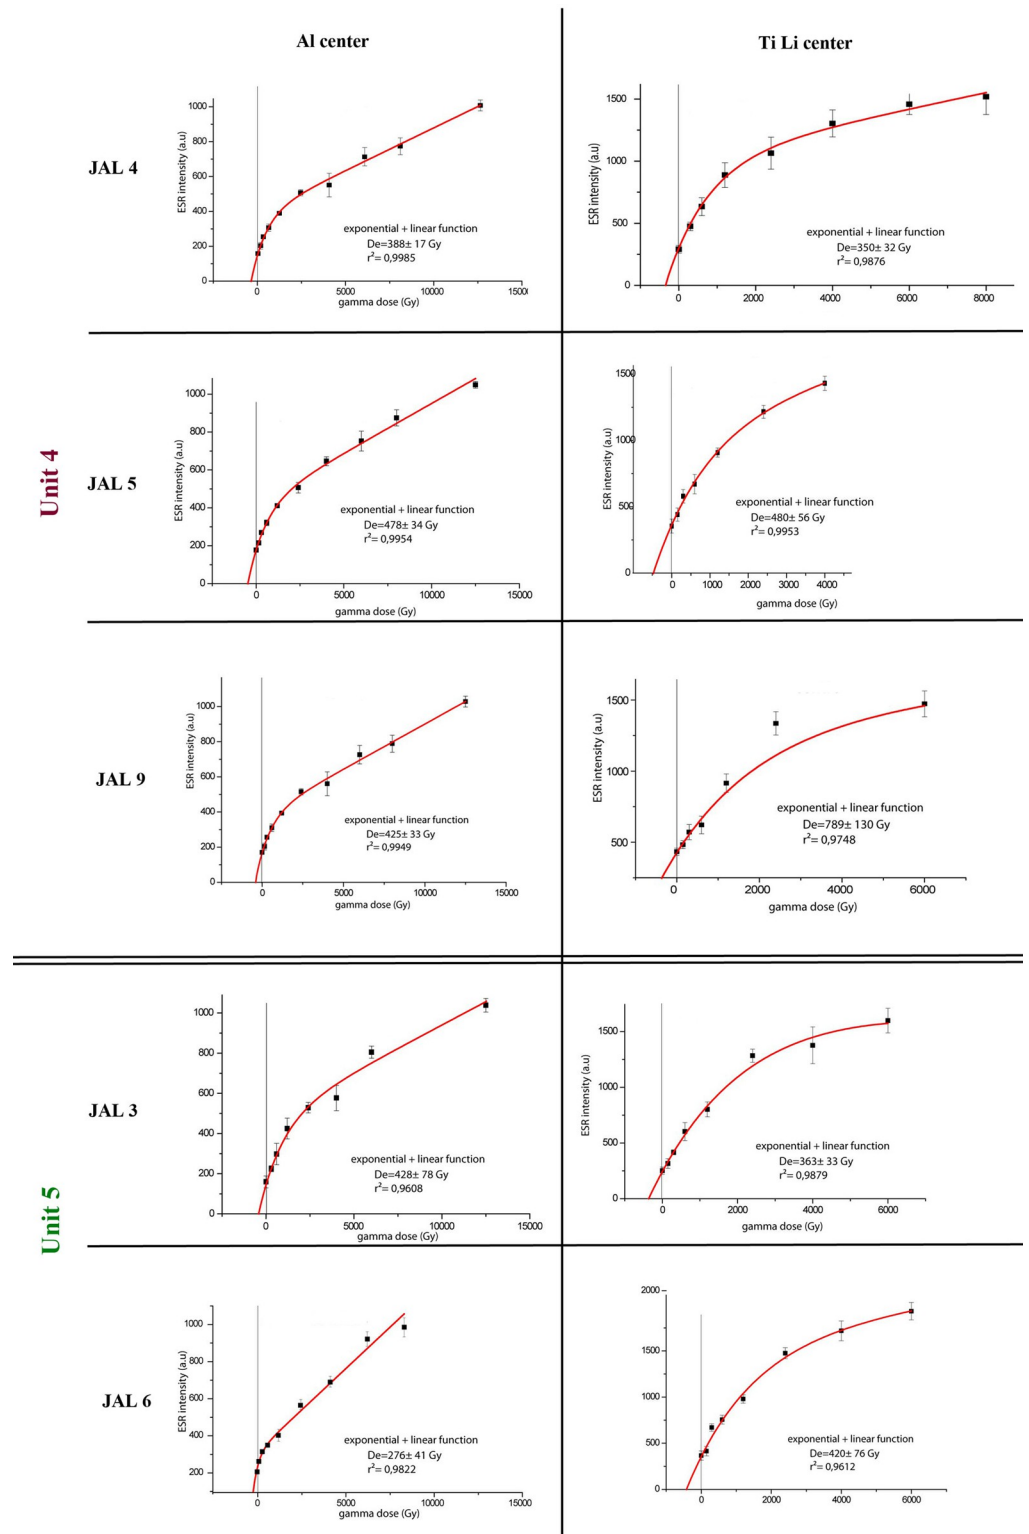 Al center
Ti Li center
Unit 4
JAL 4
ESR intensity (a.u)
1000
800
600
400
200
0
exponential + linear function
De=388± 17 Gy
r²= 0,9985
0
5000
10000
15000
gamma dose (Gy)
ESR intensity (a.u)
1500
1000
500
0
exponential + linear function
De=350± 32 Gy
r²= 0,9876
0
2000
4000
6000
8000
gamma dose (Gy)
JAL 5
ESR intensity (a.u)
1000
800
600
400
200
0
exponential + linear function
De=478± 34 Gy
r²= 0,9954
0
5000
10000
15000
gamma dose (Gy)
ESR intensity (a.u)
1500
1000
500
0
exponential + linear function
De=480± 56 Gy
r²= 0,9953
0
1000
2000
3000
4000
gamma dose (Gy)
JAL 9
ESR intensity (a.u)
1000
800
600
400
200
0
exponential + linear function
De=425± 33 Gy
r²= 0,9949
0
5000
10000
15000
gamma dose (Gy)
ESR intensity (a.u)
1500
1000
500
exponential + linear function
De=789± 130 Gy
r²= 0,9748
0
2000
4000
6000
gamma dose (Gy)
Unit 5
JAL 3
ESR intensity (a.u)
1000
800
600
400
200
0
exponential + linear function
De=428± 78 Gy
r²= 0,9608
0
5000
10000
15000
gamma dose (Gy)
ESR intensity (a.u)
1500
1000
500
0
exponential + linear function
De=363± 33 Gy
r²= 0,9879
0
2000
4000
6000
gamma dose (Gy)
JAL 6
ESR intensity (a.u)
1000
800
600
400
200
exponential + linear function
De=276± 41 Gy
r²= 0,9822
0
5000
10000
15000
gamma dose (Gy)
ESR intensity (a.u)
2000
1500
1000
500
0
exponential + linear function
De=420± 76 Gy
r²= 0,9612
0
2000
4000
6000
gamma dose (Gy)